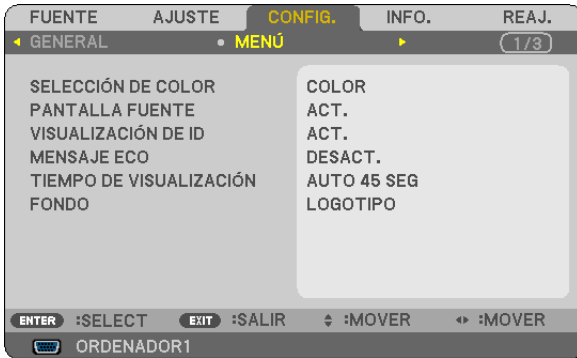 FUENTE AJUSTE CONFIG. INFO. REAJ.
GENERAL MENÚ 1/3
SELECCIÓN DE COLOR COLOR
PANTALLA FUENTE ACT.
VISUALIZACIÓN DE ID ACT.
MENSAJE ECO DESACT.
TIEMPO DE VISUALIZACIÓN AUTO 45 SEG
FONDO LOGOTIPO
ENTER :SELECT EXIT :SALIR :MOVER :MOVER
ORDENADOR1